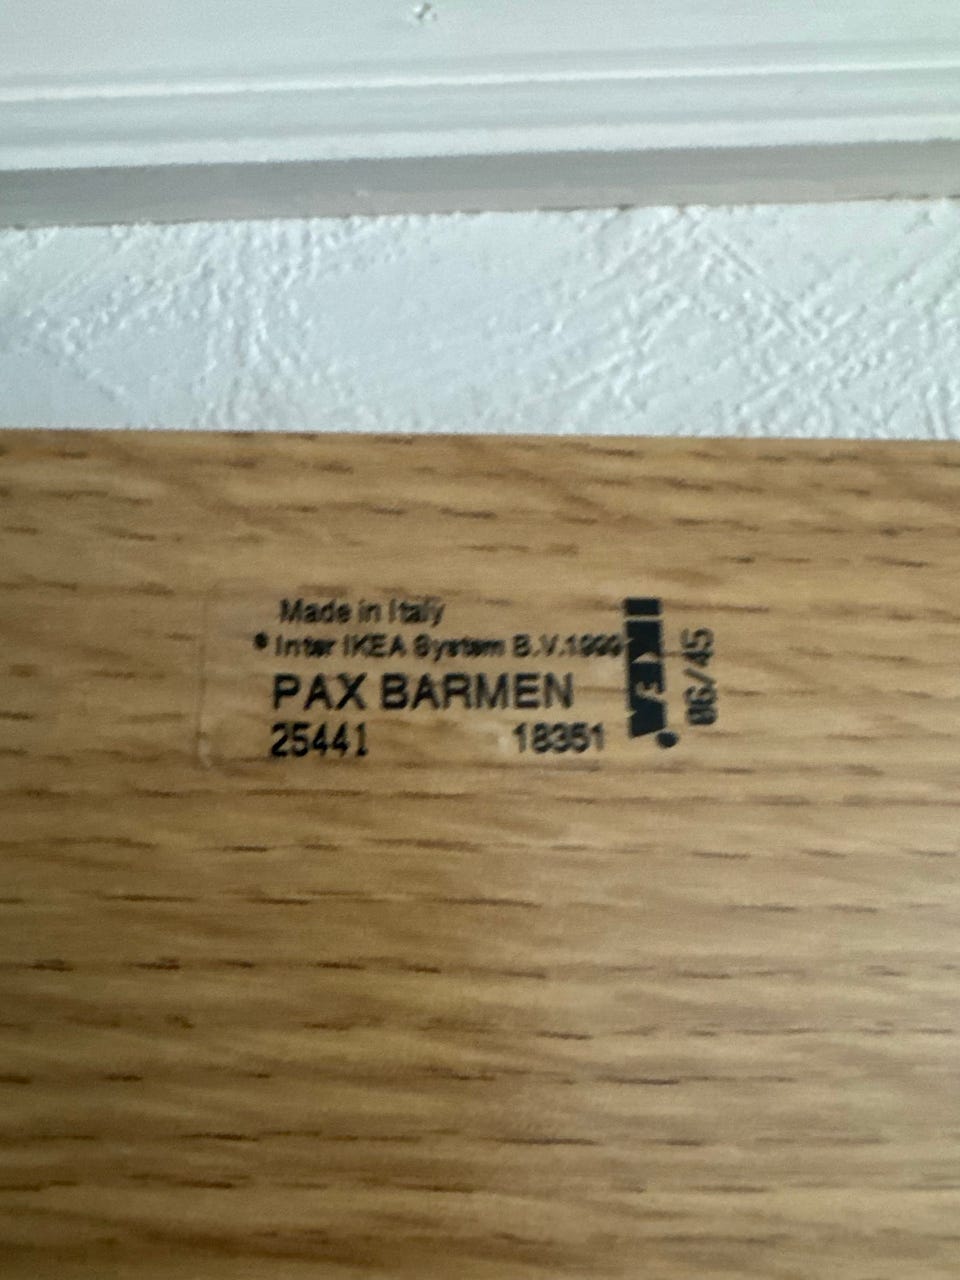 Made in Italy
® Inter IKEA System B.V.1999
PAX BARMEN
25441 18351
IKEA
06/45